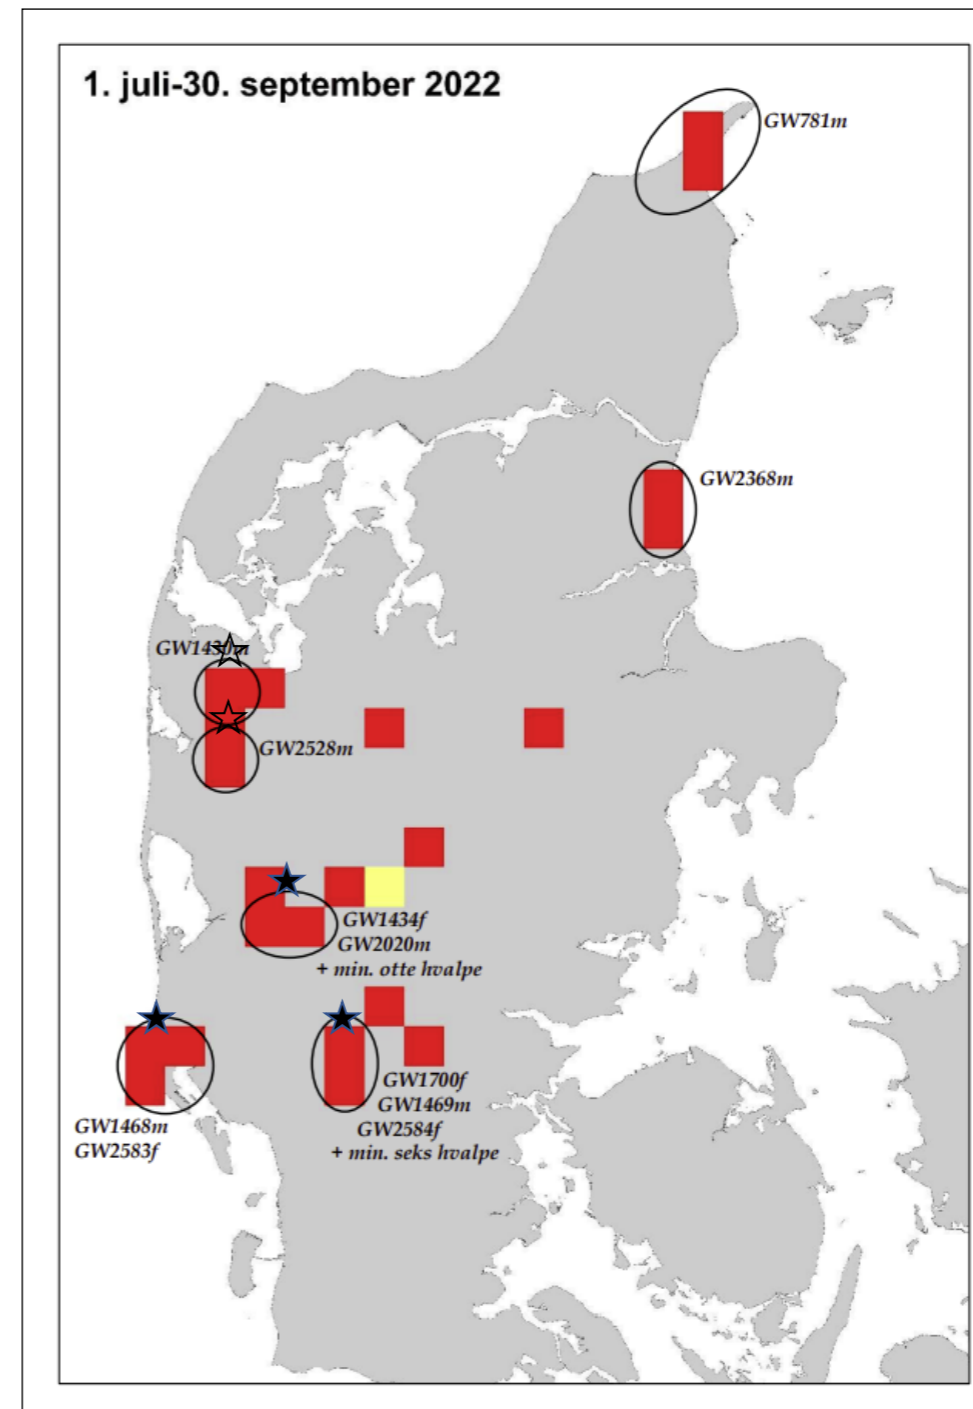 1. juli-30. september 2022
GW781m
GW2368m
GW1430m
GW2528m
GW1434f
GW2020m
+ min. otte hvalpe
GW1700f
GW1469m
GW2584f
+ min. seks hvalpe
GW1468m
GW2583f